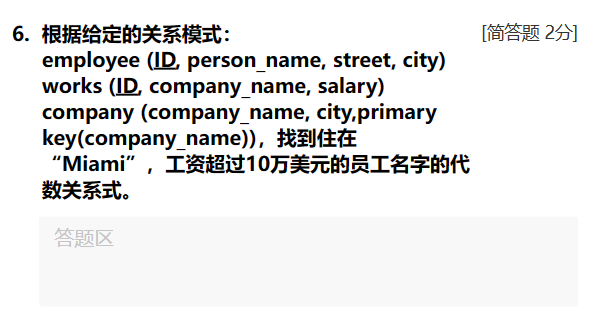 6. 根据给定的关系模式： [简答题 2分]
employee (ID, person_name, street, city)
works (ID, company_name, salary)
company (company_name, city,primary
key(company_name))，找到住在
“Miami”，工资超过10万美元的员工名字的代
数关系式。
答题区